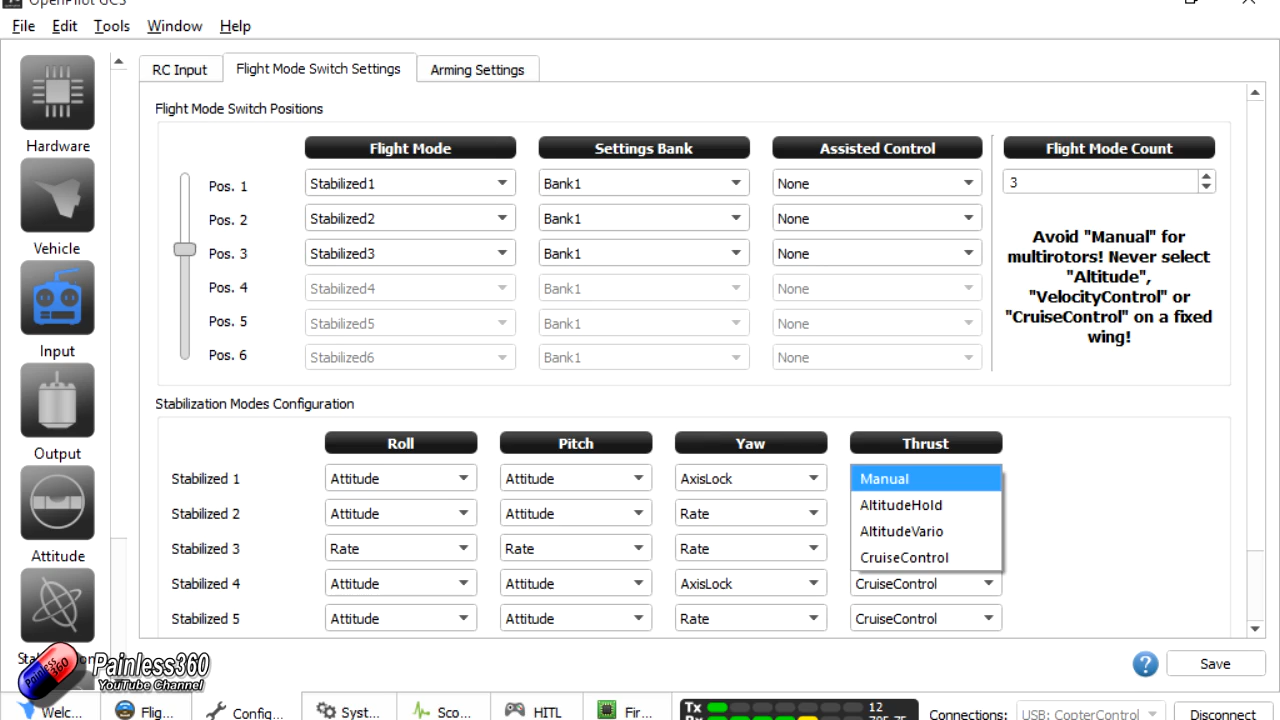 OpenPilot GCS
File Edit Tools Window Help
RC Input Flight Mode Switch Settings Arming Settings
Flight Mode Switch Positions
Flight Mode Settings Bank Assisted Control Flight Mode Count
Pos. 1 Stabilized1 Bank1 None 3
Pos. 2 Stabilized2 Bank1 None
Pos. 3 Stabilized3 Bank1 None
Pos. 4 Stabilized4 Bank1 None
Pos. 5 Stabilized5 Bank1 None
Pos. 6 Stabilized6 Bank1 None
Avoid "Manual" for
multirotors! Never select
"Altitude",
"VelocityControl" or
"CruiseControl" on a fixed
wing!
Hardware
Vehicle
Input
Output
Attitude
Stabilization Modes Configuration
Roll Pitch Yaw Thrust
Stabilized 1 Attitude Attitude AxisLock Manual
AltitudeHold
Stabilized 2 Attitude Attitude Rate
AltitudeVario
Stabilized 3 Rate Rate Rate
CruiseControl
Stabilized 4 Attitude Attitude AxisLock CruiseControl
Stabilized 5 Attitude Attitude Rate CruiseControl
Painless360
Painless360
YouTube Channel
? Save
Welc... Flig... Config... Syst... Sco... HITL Fir...
Tx 12
Connections: USB: CopterControl Disconnect